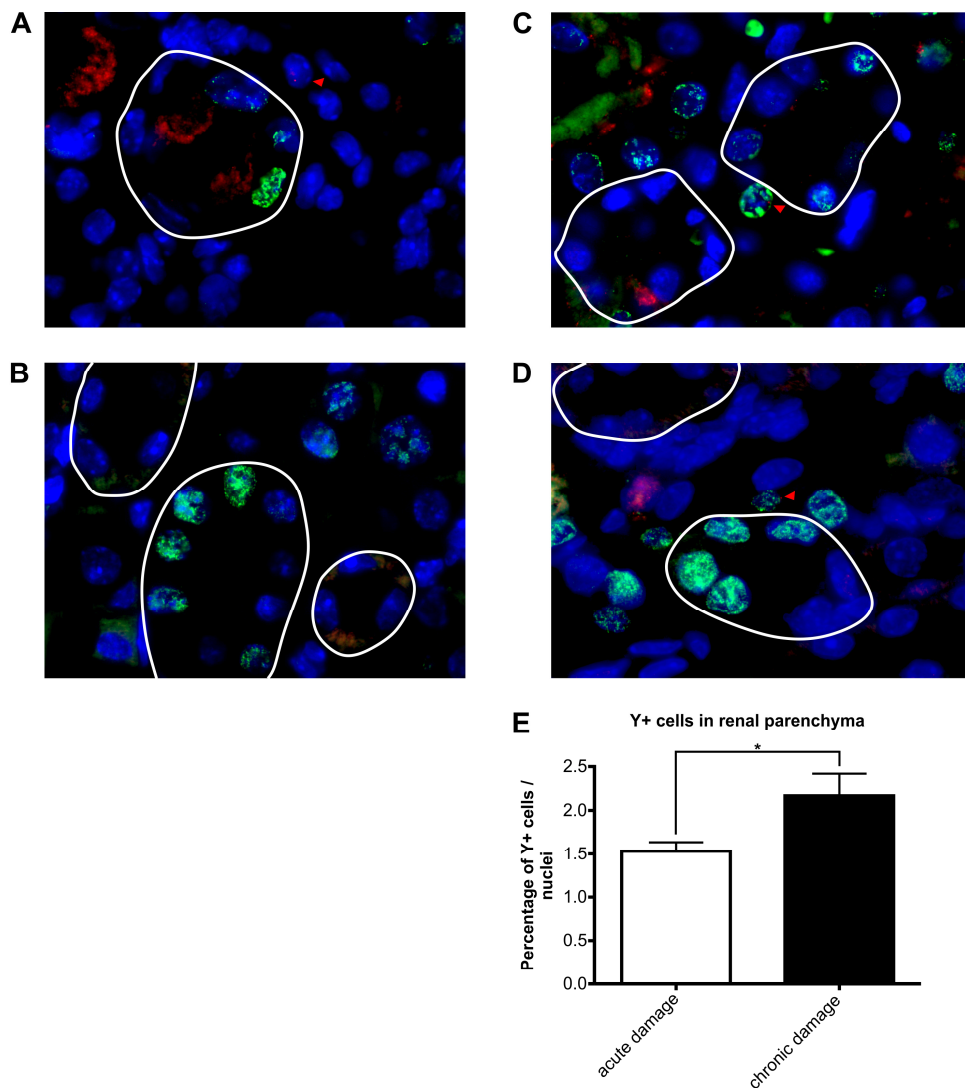 A
C
B
D
E
Y+ cells in renal parenchyma
*
Percentage of Y+ cells /
nuclei
2.5
2.0
1.5
1.0
0.5
0.0
acute damage
chronic damage